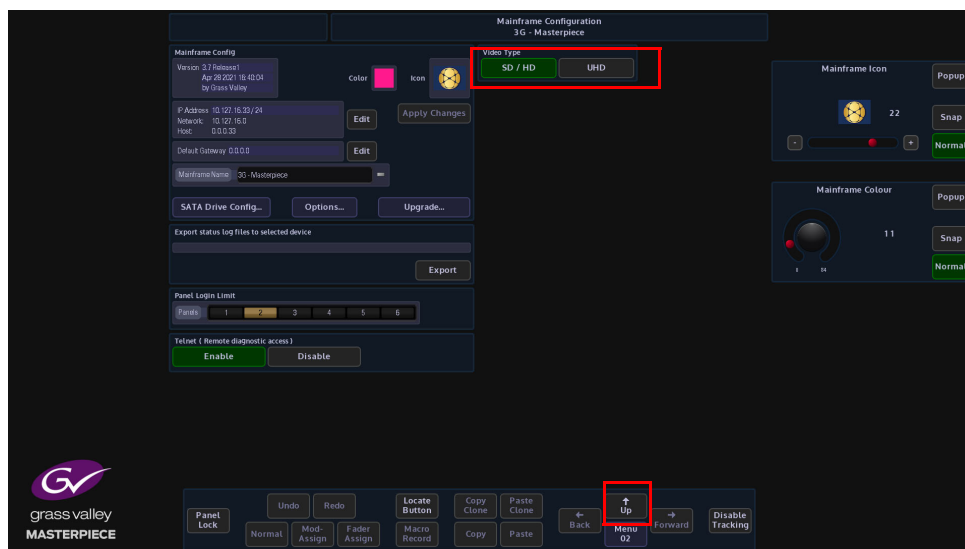 Mainframe Configuration
3G - Masterpiece
Mainframe Config
Version 3.7 Release1
Apr 28 2021 16:40:04
by Grass Valley
Color
Icon
IP Address 10.127.16.33 / 24
Network: 10.127.16.0
Host: 0.0.0.33
Edit
Apply Changes
Default Gateway 0.0.0.0
Edit
Mainframe Name 3G - Masterpiece
SATA Drive Config...
Options...
Upgrade...
Export status log files to selected device
Export
Panel Login Limit
Panels 1 2 3 4 5 6
Telnet ( Remote diagnostic access )
Enable
Disable
Video Type
SD / HD
UHD
Mainframe Icon
Popup
22
Snap
- +
Normal
Mainframe Colour
Popup
11
Snap
Normal
0 64
grass valley
MASTERPIECE
Panel
Lock
Undo
Redo
Normal
Mod-
Assign
Fader
Assign
Locate
Button
Macro
Record
Copy
Clone
Paste
Clone
Copy
Paste
Back
Up
Menu
02
Forward
Disable
Tracking